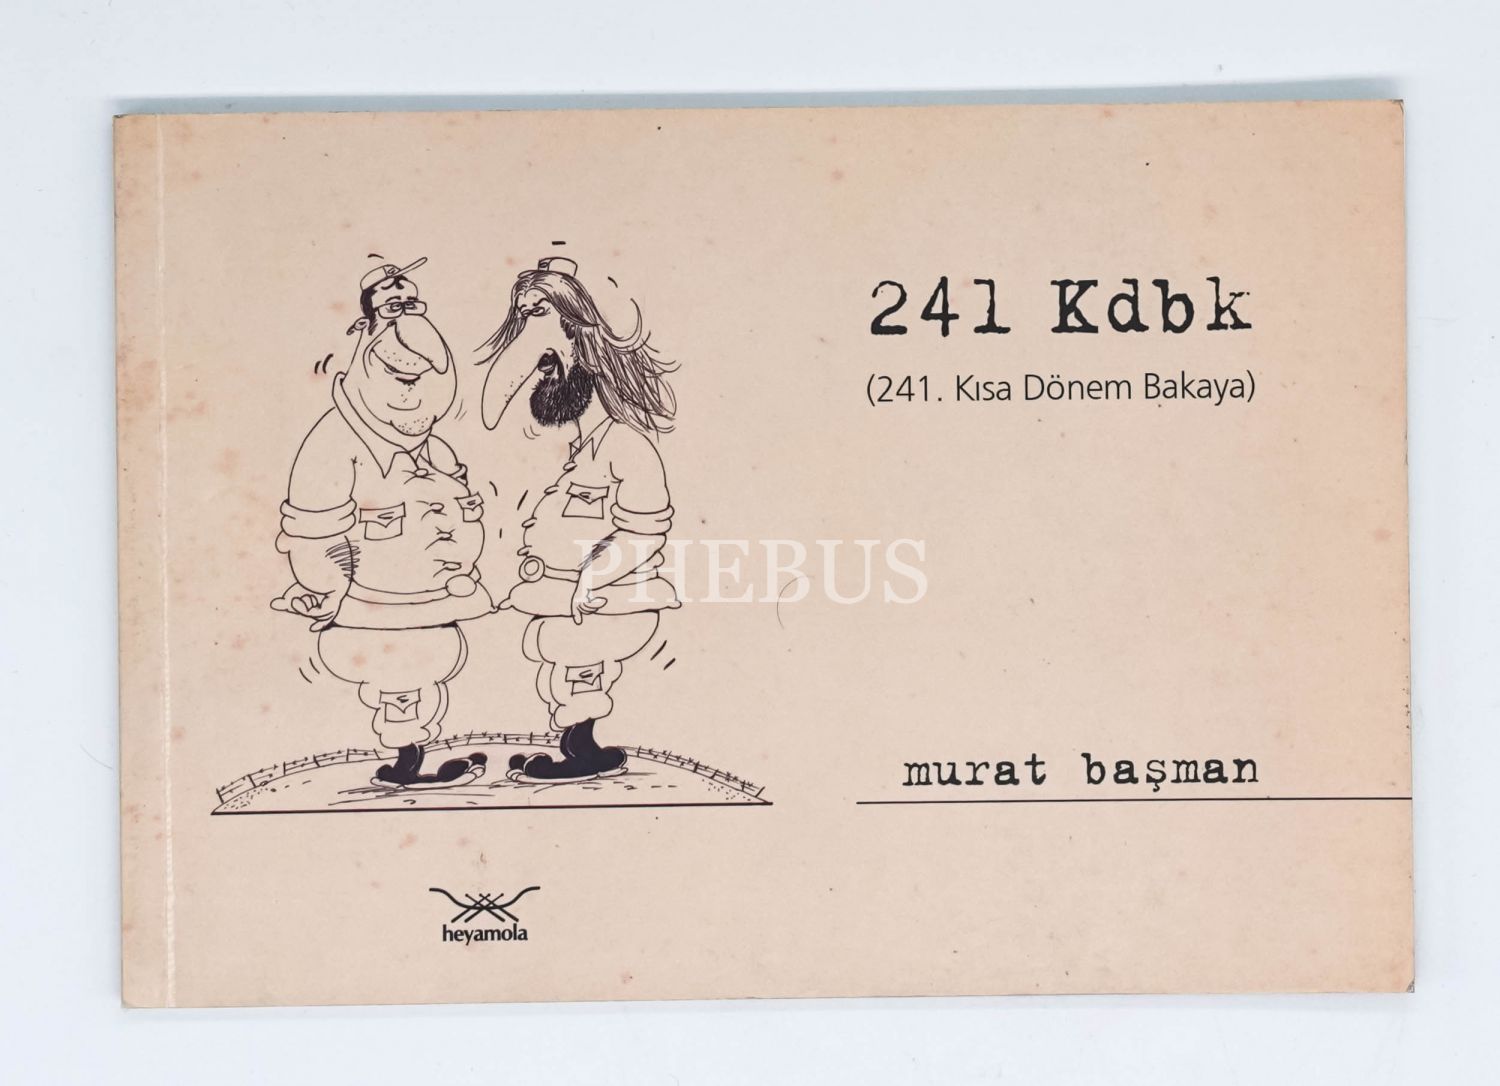 241 Kdbk
(241. Kısa Dönem Bakaya)
PHEBUS
murat başman
heyamola